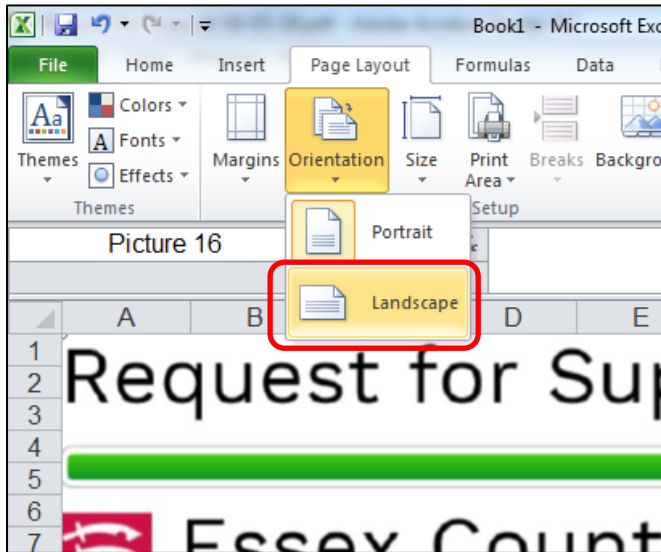 Book1 - Microsoft Exc
File Home Insert Page Layout Formulas Data
Aa Colors
A Fonts
Themes Effects Margins Orientation Size Print Area Breaks Backgro
Themes Setup
Picture 16
Portrait
Landscape
A B D E
1
2
3
4
5
6
7
Request for Sup
Essex Count